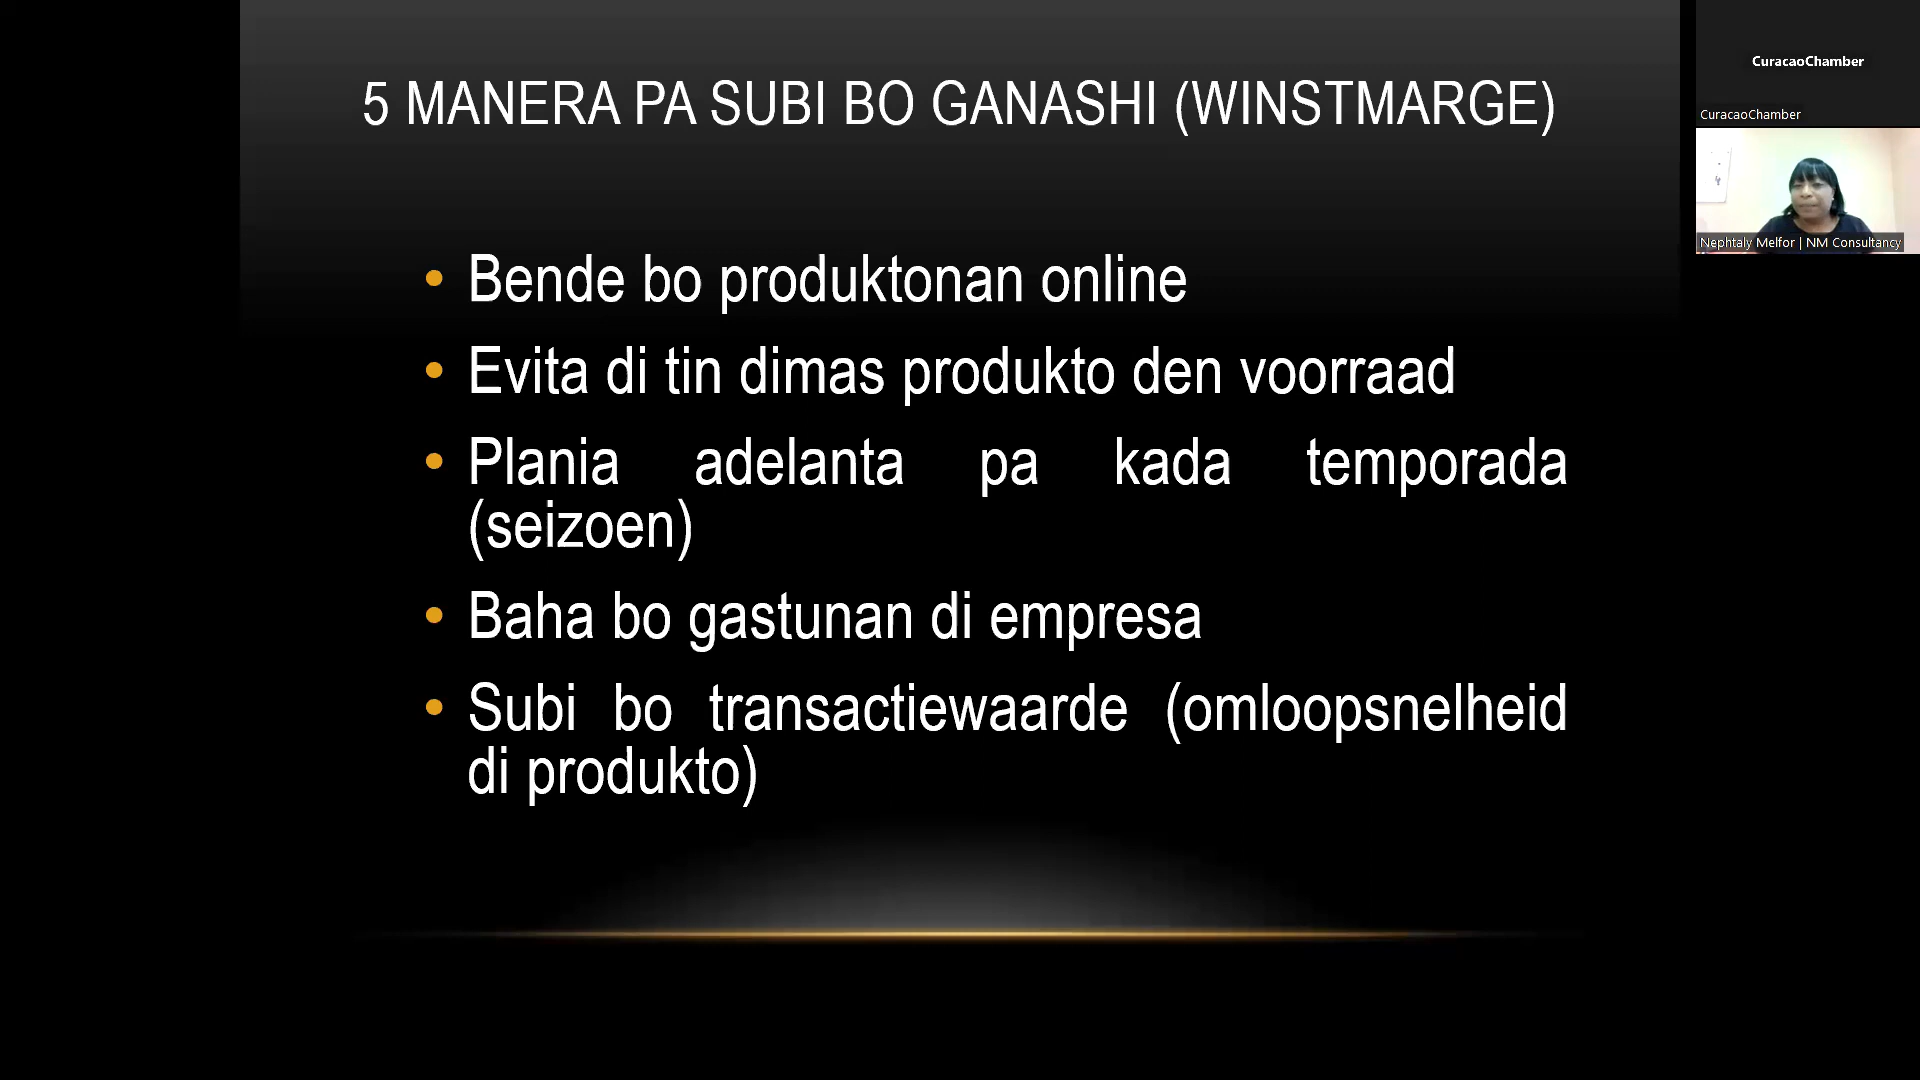 5 MANERA PA SUBI BO GANASHI (WINSTMARGE)
• Bende bo produktonan online
• Evita di tin dimas produkto den voorraad
• Plania adelanta pa kada temporada
(seizoen)
• Baha bo gastunan di empresa
• Subi bo transactiewaarde (omloopsnelheid
di produkto)
CuracaoChamber
CuracaoChamber
Nephtaly Melfor | NM Consultancy